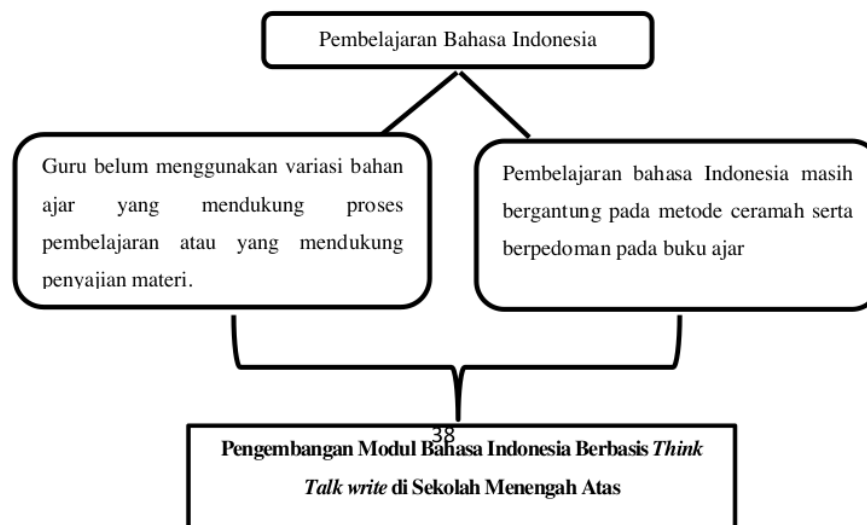 Pembelajaran Bahasa Indonesia
Guru belum menggunakan variasi bahan
ajar yang mendukung proses
pembelajaran atau yang mendukung
penyajian materi.
Pembelajaran bahasa Indonesia masih
bergantung pada metode ceramah serta
berpedoman pada buku ajar
38
Pengembangan Modul Bahasa Indonesia Berbasis Think
Talk write di Sekolah Menengah Atas